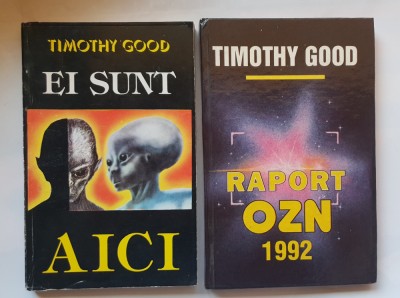 TIMOTHY GOOD
EI SUNT
AICI
TIMOTHY GOOD
RAPORT
OZN
1992